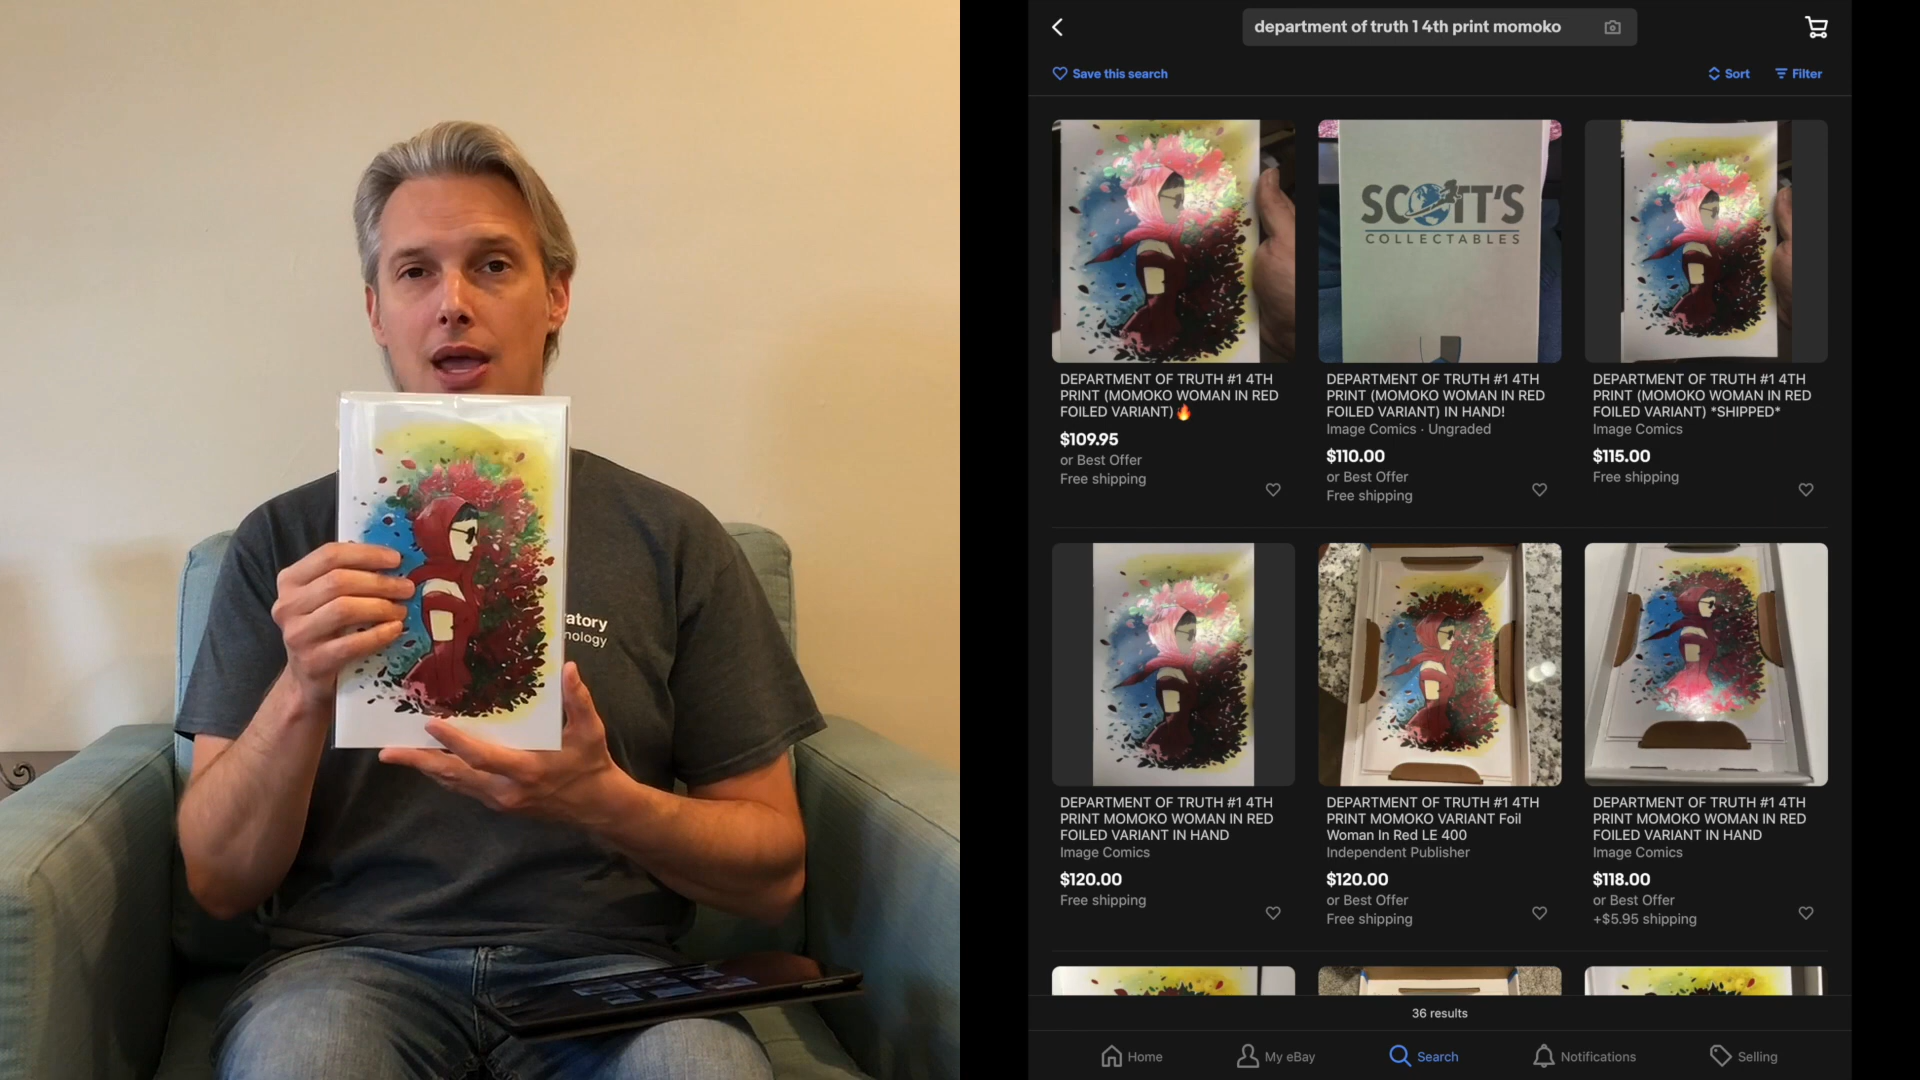 ratory
nology
department of truth 1 4th print momoko
Save this search
Sort
Filter
SCOTT'S
COLLECTABLES
DEPARTMENT OF TRUTH #1 4TH
PRINT (MOMOKO WOMAN IN RED
FOILED VARIANT)🔥
$109.95
or Best Offer
Free shipping
DEPARTMENT OF TRUTH #1 4TH
PRINT (MOMOKO WOMAN IN RED
FOILED VARIANT) IN HAND!
Image Comics · Ungraded
$110.00
or Best Offer
Free shipping
DEPARTMENT OF TRUTH #1 4TH
PRINT (MOMOKO WOMAN IN RED
FOILED VARIANT) *SHIPPED*
Image Comics
$115.00
Free shipping
DEPARTMENT OF TRUTH #1 4TH
PRINT MOMOKO WOMAN IN RED
FOILED VARIANT IN HAND
Image Comics
$120.00
Free shipping
DEPARTMENT OF TRUTH #1 4TH
PRINT MOMOKO VARIANT Foil
Woman In Red LE 400
Independent Publisher
$120.00
or Best Offer
Free shipping
DEPARTMENT OF TRUTH #1 4TH
PRINT MOMOKO WOMAN IN RED
FOILED VARIANT IN HAND
Image Comics
$118.00
or Best Offer
+$5.95 shipping
36 results
Home
My eBay
Search
Notifications
Selling